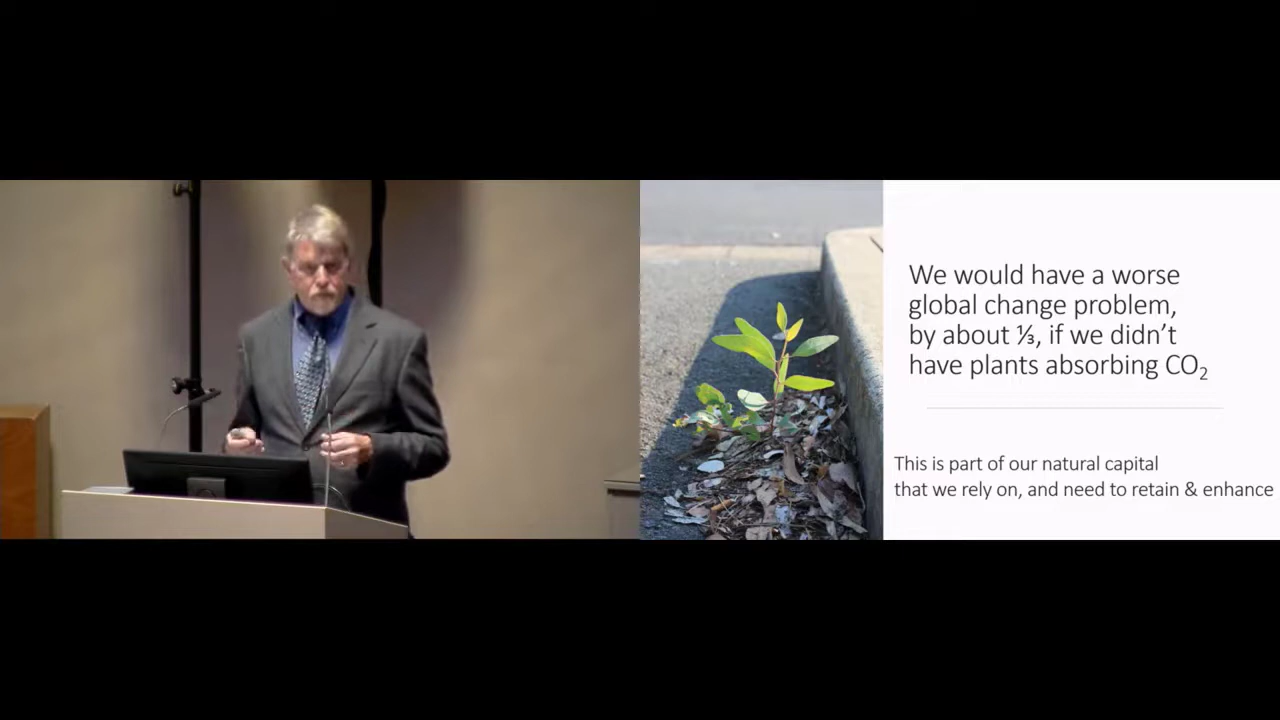 We would have a worse
global change problem,
by about ⅓, if we didn’t
have plants absorbing CO₂
This is part of our natural capital
that we rely on, and need to retain & enhance